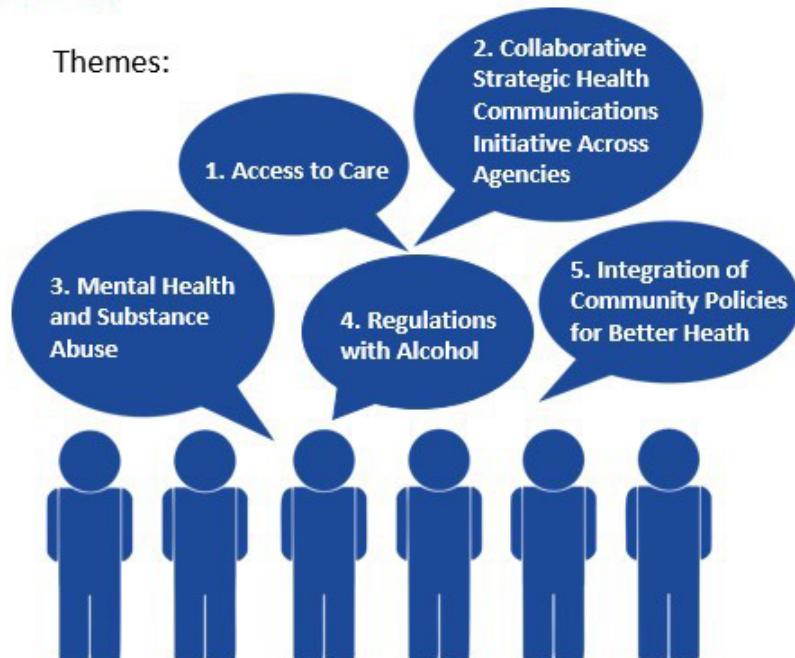 Themes:
1. Access to Care
2. Collaborative
Strategic Health
Communications
Initiative Across
Agencies
3. Mental Health
and Substance
Abuse
4. Regulations
with Alcohol
5. Integration of
Community Policies
for Better Heath